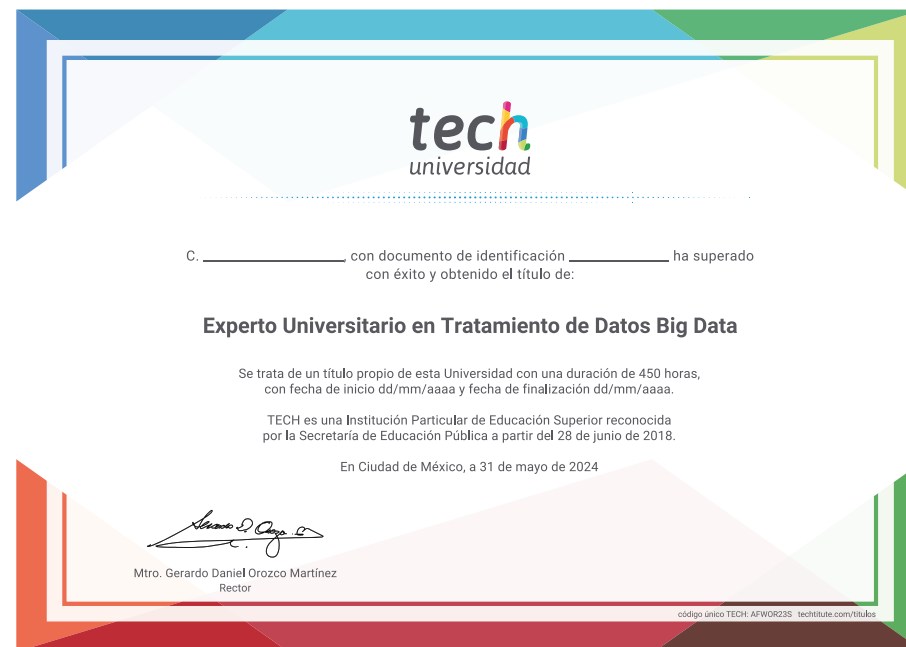 tech
universidad
C. ____________________, con documento de identificación ______________ ha superado
con éxito y obtenido el título de:
Experto Universitario en Tratamiento de Datos Big Data
Se trata de un título propio de esta Universidad con una duración de 450 horas,
con fecha de inicio dd/mm/aaaa y fecha de finalización dd/mm/aaaa.
TECH es una Institución Particular de Educación Superior reconocida
por la Secretaría de Educación Pública a partir del 28 de junio de 2018.
En Ciudad de México, a 31 de mayo de 2024
Mtro. Gerardo Daniel Orozco Martínez
Rector
código único TECH: AFWOR23S techtitute.com/titulos